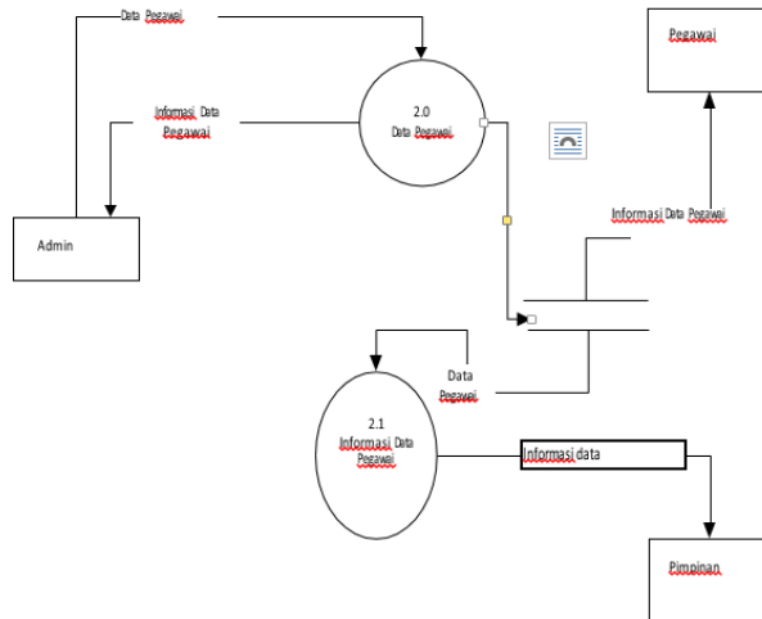 Data Pegawai
Pegawai
Informasi Data
Pegawai
2.0
Data Pegawai
Informasi Data Pegawai
Admin
Data
Pegawai
2.1
Informasi Data
Pegawai
Informasi data
Pimpinan